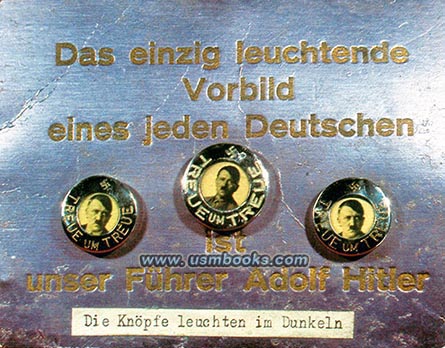 Das einzig leuchtende
Vorbild
eines jeden Deutschen
TREUE UM TREUE
TREUE UM TREUE
TREUE UM TREUE
www.usmbooks.com
ist
unser Führer Adolf Hitler
Die Knöpfe leuchten im Dunkeln